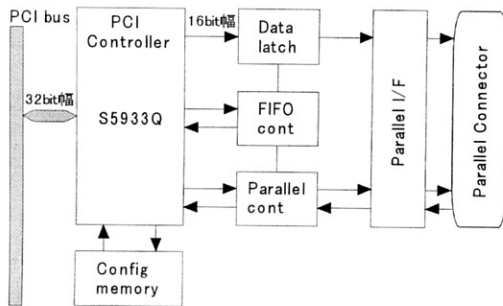 PCI bus
32bit幅
PCI
Controller
S5933Q
16bit幅
Data
latch
FIFO
cont
Parallel
cont
Parallel I/F
Parallel Connector
Config
memory